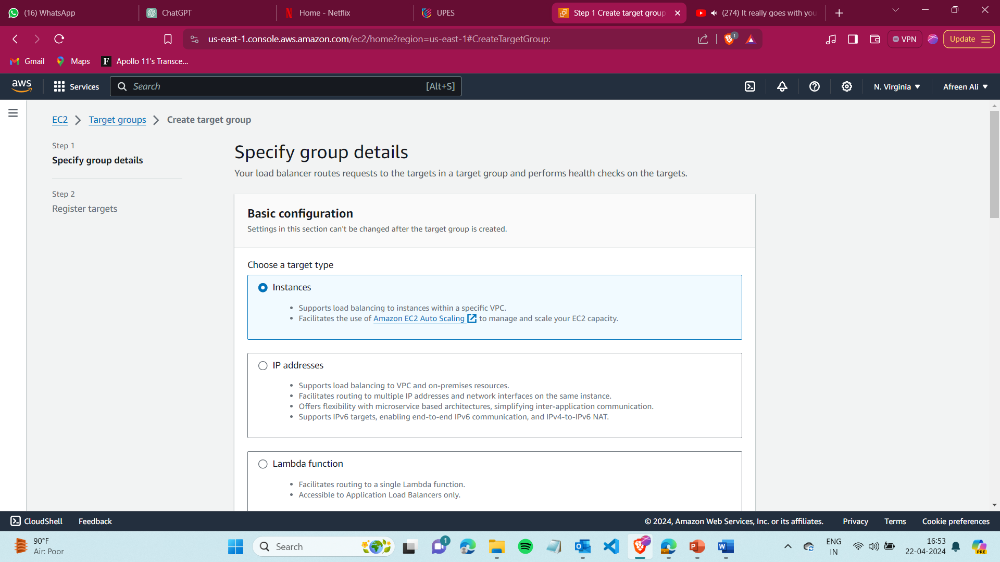 (16) WhatsApp
ChatGPT
Home - Netflix
UPES
Step 1 Create target group
(274) It really goes with you
us-east-1.console.aws.amazon.com/ec2/home?region=us-east-1#CreateTargetGroup:
1
VPN
Update
Gmail
Maps
F
Apollo 11's Transce...
aws
Services
Search
[Alt+S]
N. Virginia
Afreen Ali
EC2
Target groups
Create target group
Step 1
Specify group details
Step 2
Register targets
Specify group details
Your load balancer routes requests to the targets in a target group and performs health checks on the targets.
Basic configuration
Settings in this section can't be changed after the target group is created.
Choose a target type
Instances
Supports load balancing to instances within a specific VPC.
Facilitates the use of Amazon EC2 Auto Scaling to manage and scale your EC2 capacity.
IP addresses
Supports load balancing to VPC and on-premises resources.
Facilitates routing to multiple IP addresses and network interfaces on the same instance.
Offers flexibility with microservice based architectures, simplifying inter-application communication.
Supports IPv6 targets, enabling end-to-end IPv6 communication, and IPv4-to-IPv6 NAT.
Lambda function
Facilitates routing to a single Lambda function.
Accessible to Application Load Balancers only.
CloudShell
Feedback
© 2024, Amazon Web Services, Inc. or its affiliates.
Privacy
Terms
Cookie preferences
90°F
Air: Poor
Search
1
ENG
IN
16:53
22-04-2024
PRE